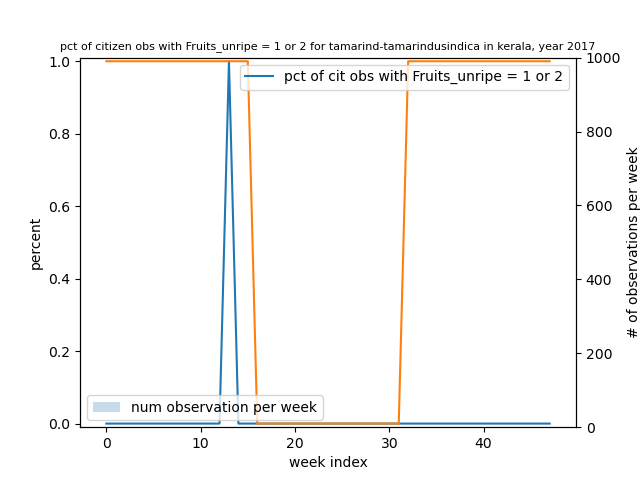 pct of citizen obs with Fruits_unripe = 1 or 2 for tamarind-tamarindusindica in kerala, year 2017
pct of cit obs with Fruits_unripe = 1 or 2
num observation per week
percent
1.0
0.8
0.6
0.4
0.2
0.0
1000
800
600
400
200
0
# of observations per week
0 10 20 30 40
week index